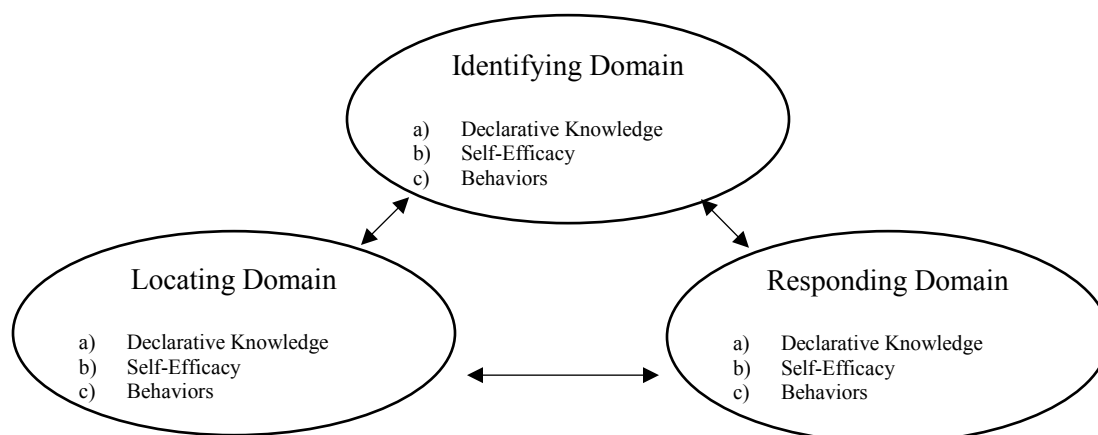 Identifying Domain
a) Declarative Knowledge
b) Self-Efficacy
c) Behaviors
Locating Domain
a) Declarative Knowledge
b) Self-Efficacy
c) Behaviors
Responding Domain
a) Declarative Knowledge
b) Self-Efficacy
c) Behaviors